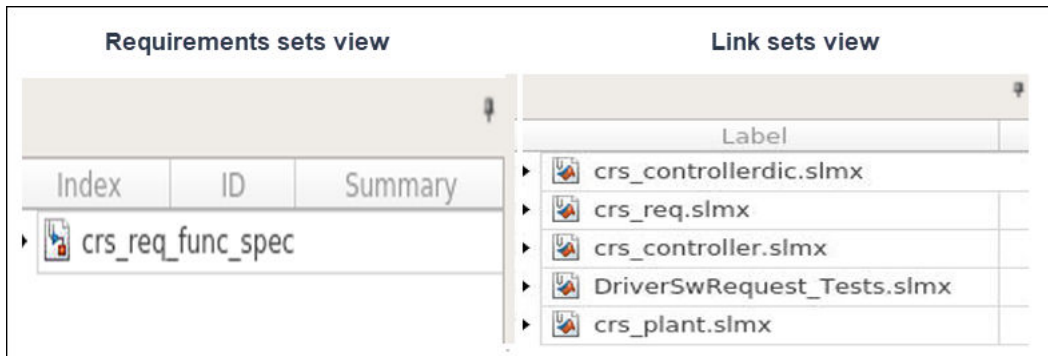 Requirements sets view
Index ID Summary
crs_req_func_spec
Link sets view
Label
crs_controllerdic.slmx
crs_req.slmx
crs_controller.slmx
DriverSwRequest_Tests.slmx
crs_plant.slmx